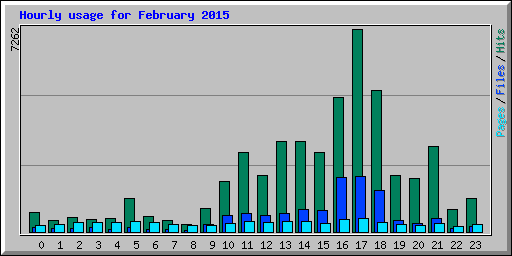 Hourly usage for February 2015
7262
Pages/Files/Hits
0 1 2 3 4 5 6 7 8 9 10 11 12 13 14 15 16 17 18 19 20 21 22 23